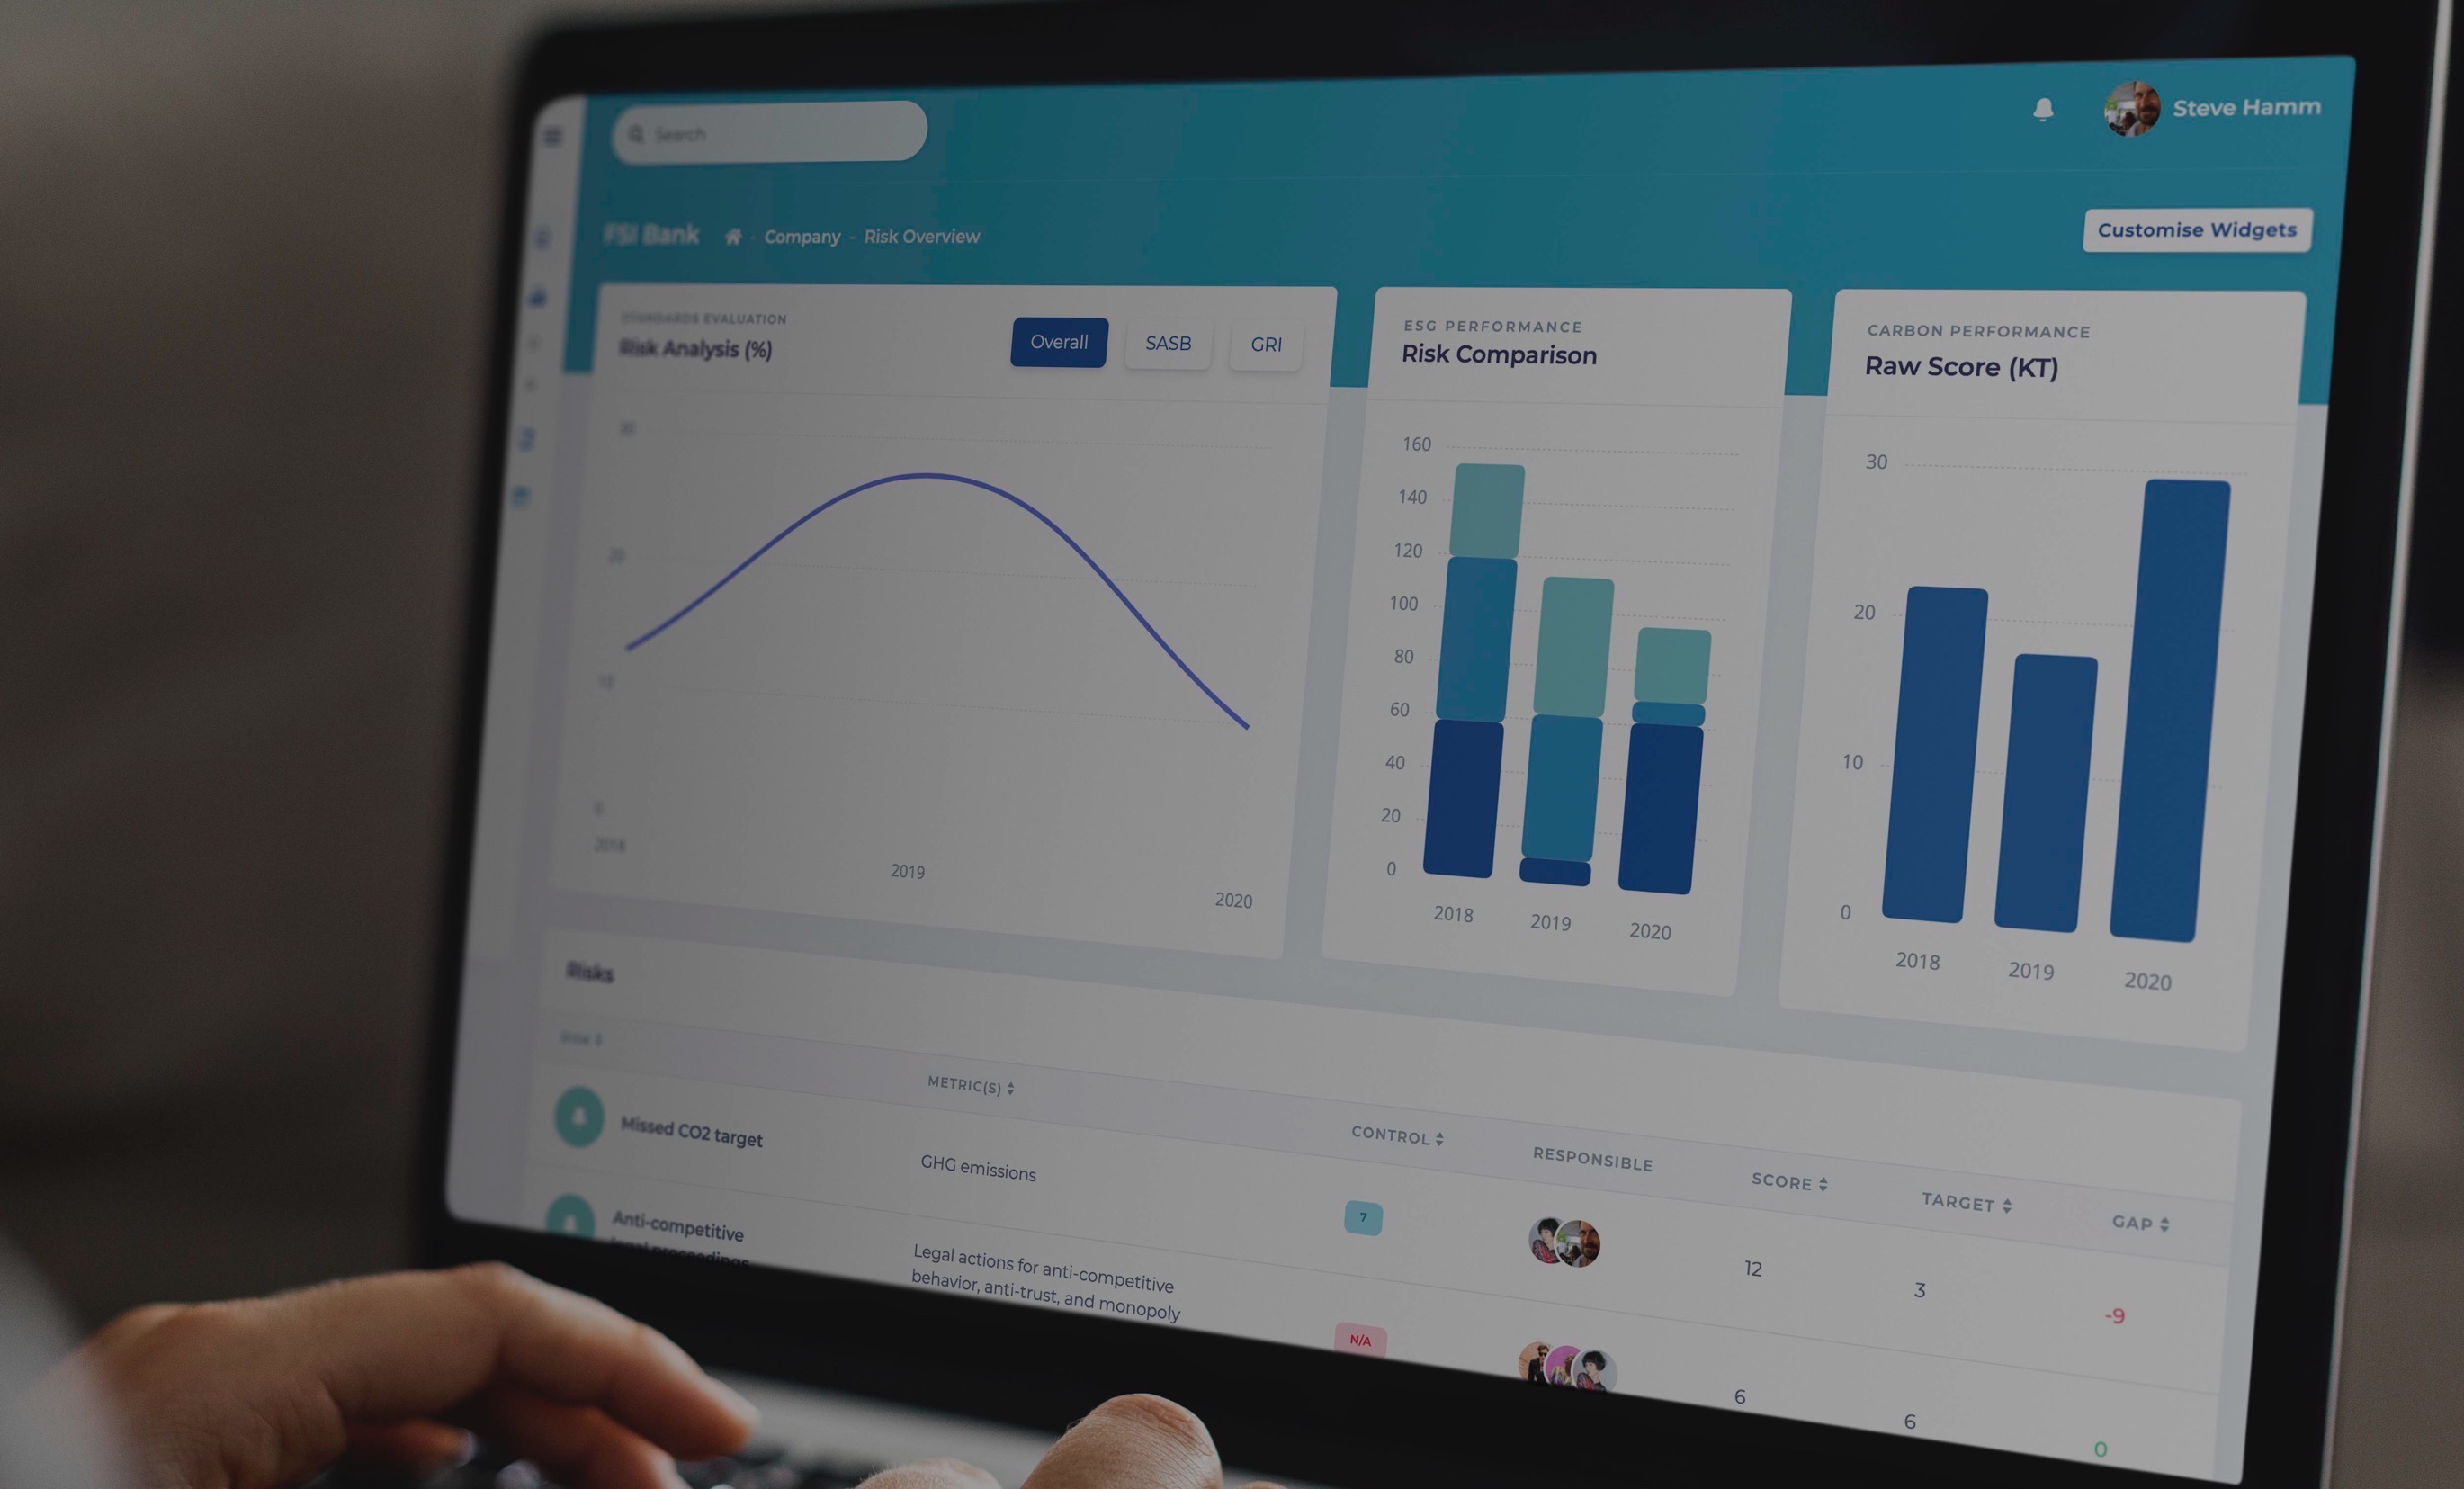 Search
Steve Hamm
FSI Bank
Company - Risk Overview
Customise Widgets
STANDARDS EVALUATION
Risk Analysis (%)
Overall
SASB
GRI
30
20
10
0
2018
2019
2020
ESG PERFORMANCE
Risk Comparison
160
140
120
100
80
60
40
20
0
2018
2019
2020
CARBON PERFORMANCE
Raw Score (KT)
30
20
10
0
2018
2019
2020
Risks
RISK
METRIC(S)
CONTROL
RESPONSIBLE
SCORE
TARGET
GAP
Missed CO2 target
GHG emissions
7
12
3
-9
Anti-competitive
legal proceedings
Legal actions for anti-competitive
behavior, anti-trust, and monopoly
N/A
6
6
0